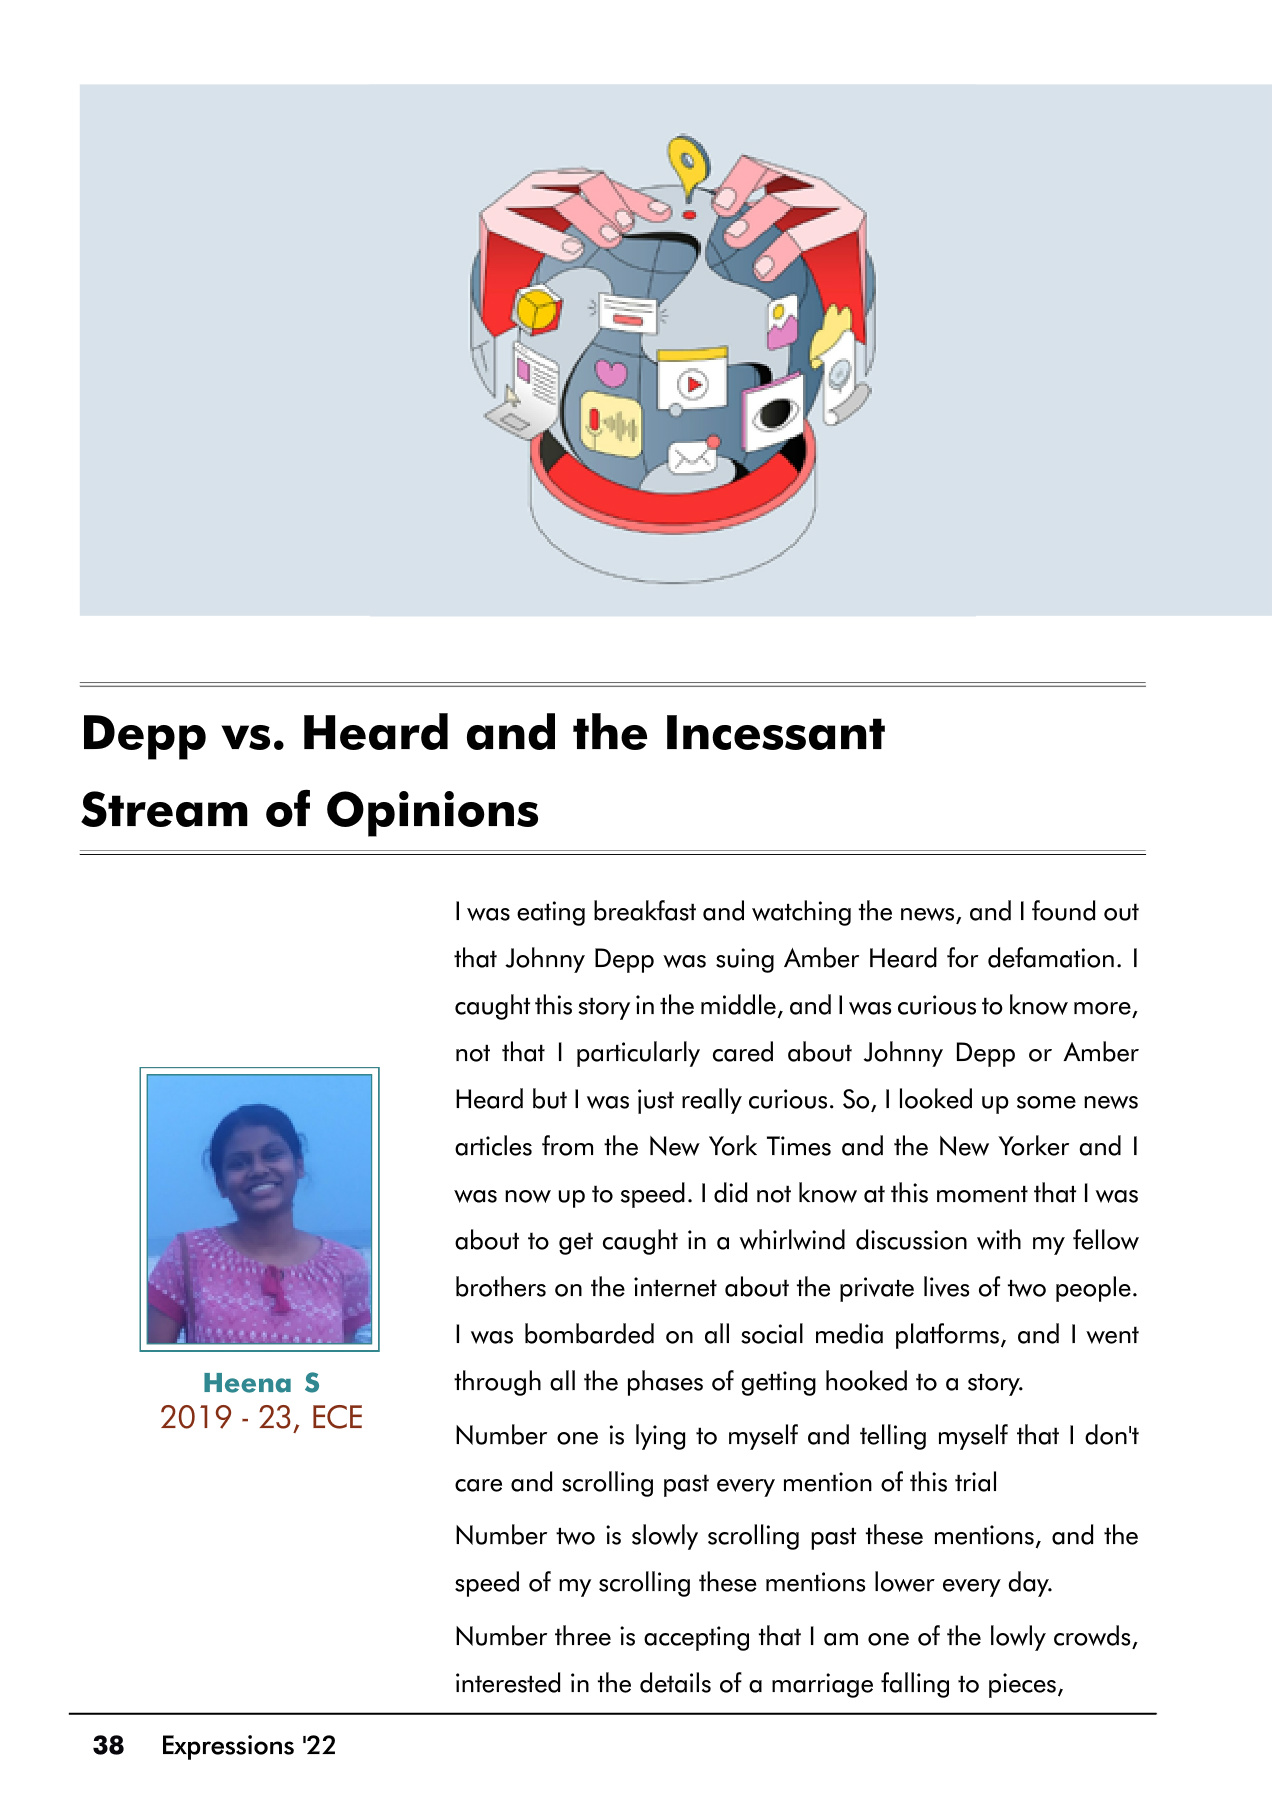 Depp vs. Heard and the Incessant
Stream of Opinions
I was eating breakfast and watching the news, and I found out
that Johnny Depp was suing Amber Heard for defamation. I
caught this story in the middle, and I was curious to know more,
not that I particularly cared about Johnny Depp or Amber
Heard but I was just really curious. So, I looked up some news
articles from the New York Times and the New Yorker and I
was now up to speed. I did not know at this moment that I was
about to get caught in a whirlwind discussion with my fellow
brothers on the internet about the private lives of two people.
I was bombarded on all social media platforms, and I went
through all the phases of getting hooked to a story.
Number one is lying to myself and telling myself that I don't
care and scrolling past every mention of this trial
Number two is slowly scrolling past these mentions, and the
speed of my scrolling these mentions lower every day.
Number three is accepting that I am one of the lowly crowds,
interested in the details of a marriage falling to pieces,
Heena S
2019 - 23, ECE
38 Expressions '22